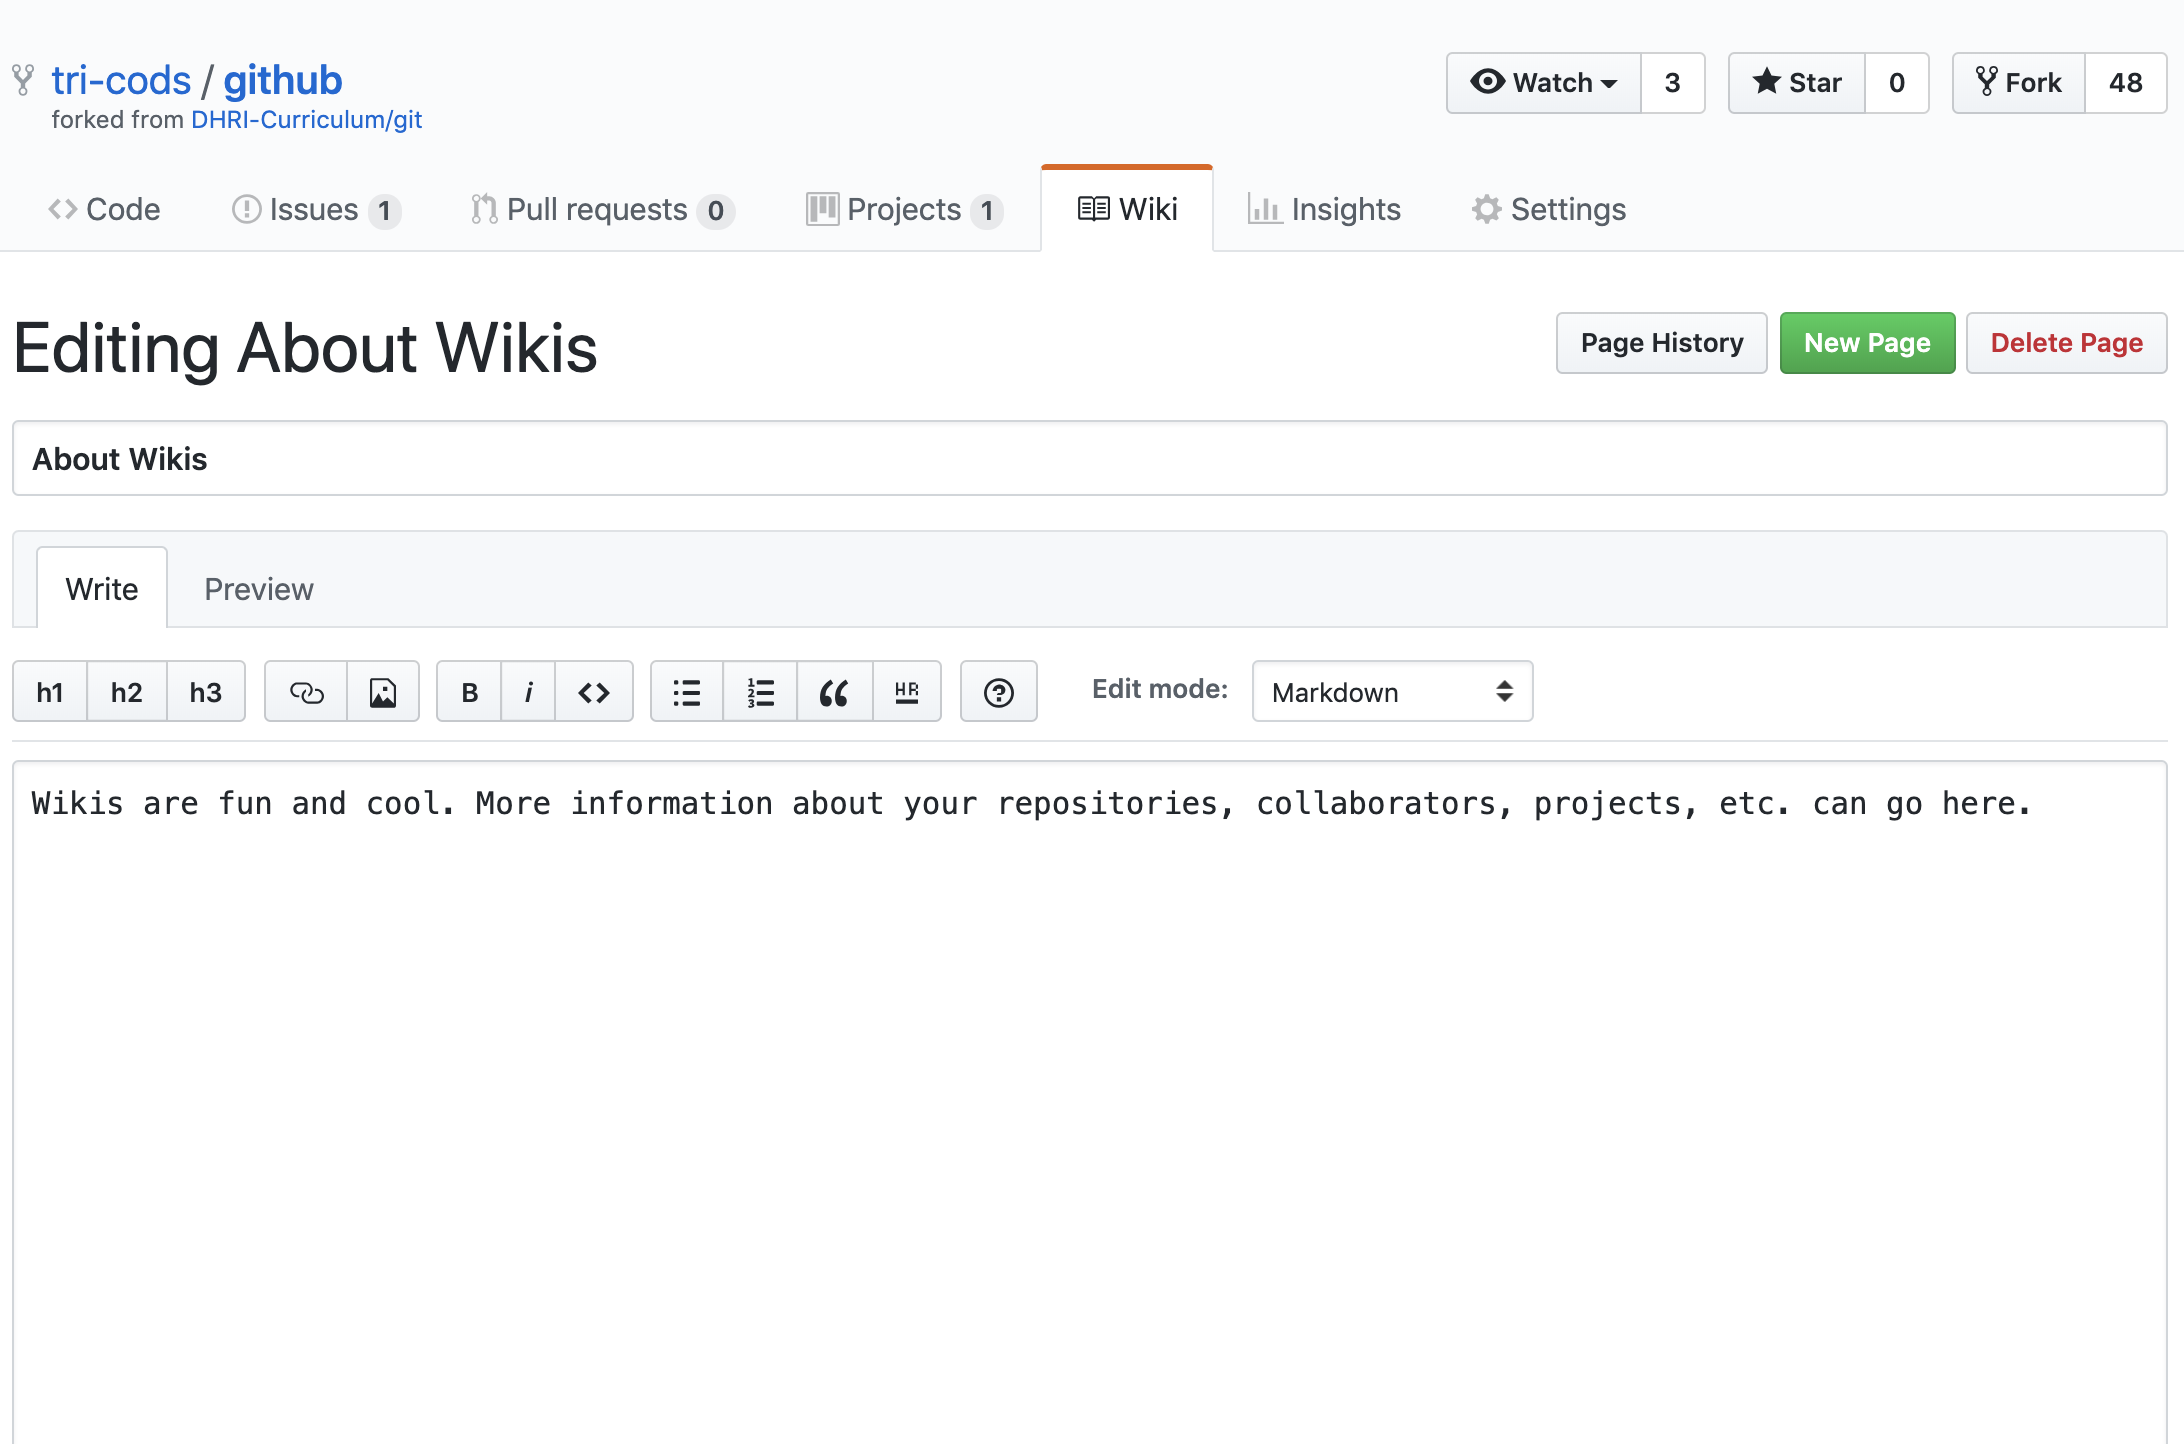 tri-cods / github
forked from DHRI-Curriculum/git
Watch 3 Star 0 Fork 48
Code Issues 1 Pull requests 0 Projects 1 Wiki Insights Settings
Editing About Wikis
Page History New Page Delete Page
About Wikis
Write Preview
h1 h2 h3 B i <> 1 2 3 “ HR ? Edit mode: Markdown
Wikis are fun and cool. More information about your repositories, collaborators, projects, etc. can go here.